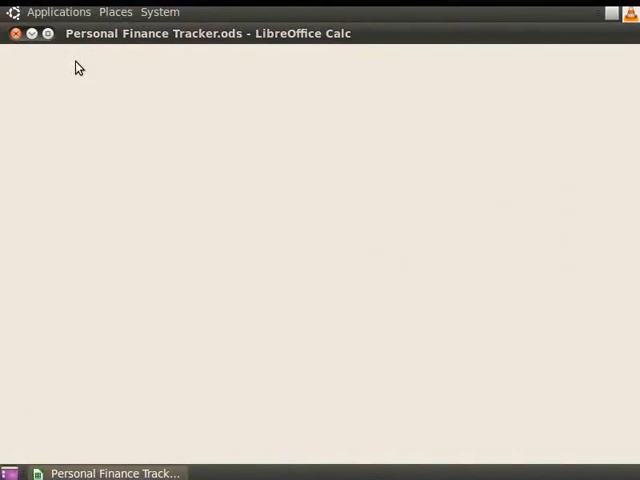 Applications Places System
Personal Finance Tracker.ods - LibreOffice Calc
Personal Finance Track...